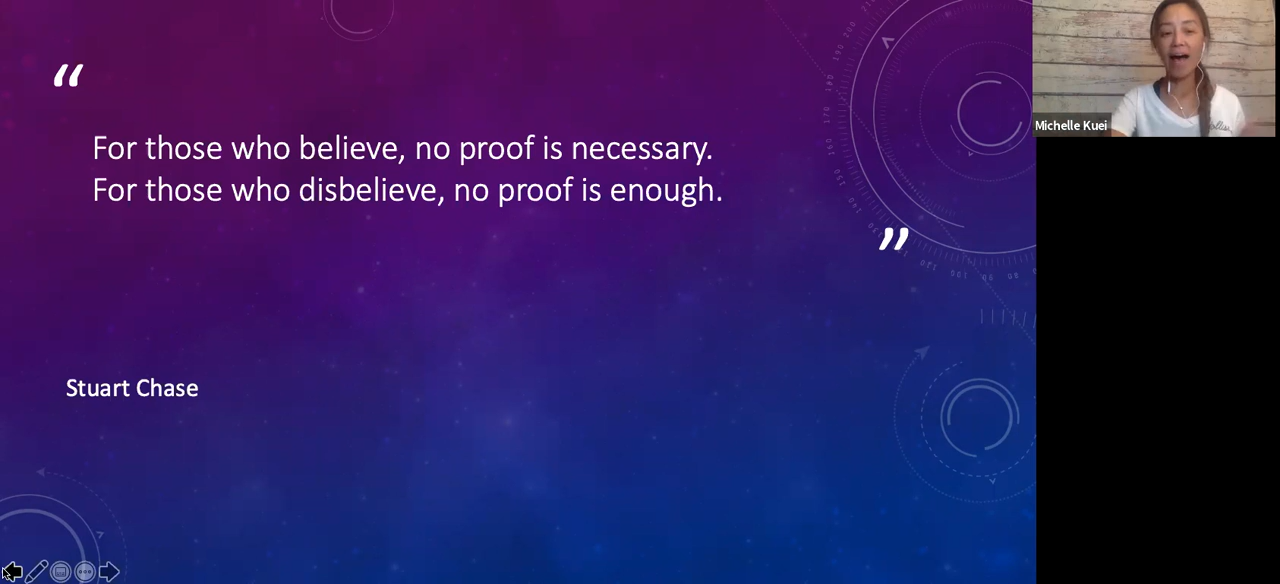 “
For those who believe, no proof is necessary.
For those who disbelieve, no proof is enough.
”
Stuart Chase
Michelle Kuei